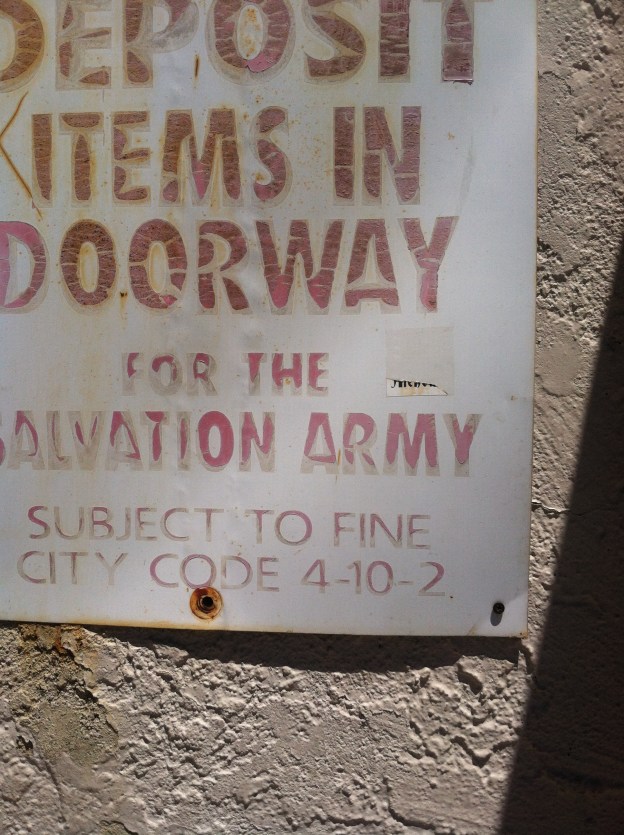 DEPOSIT
ITEMS IN
DOORWAY
FOR THE
SALVATION ARMY
SUBJECT TO FINE
CITY CODE 4-10-2